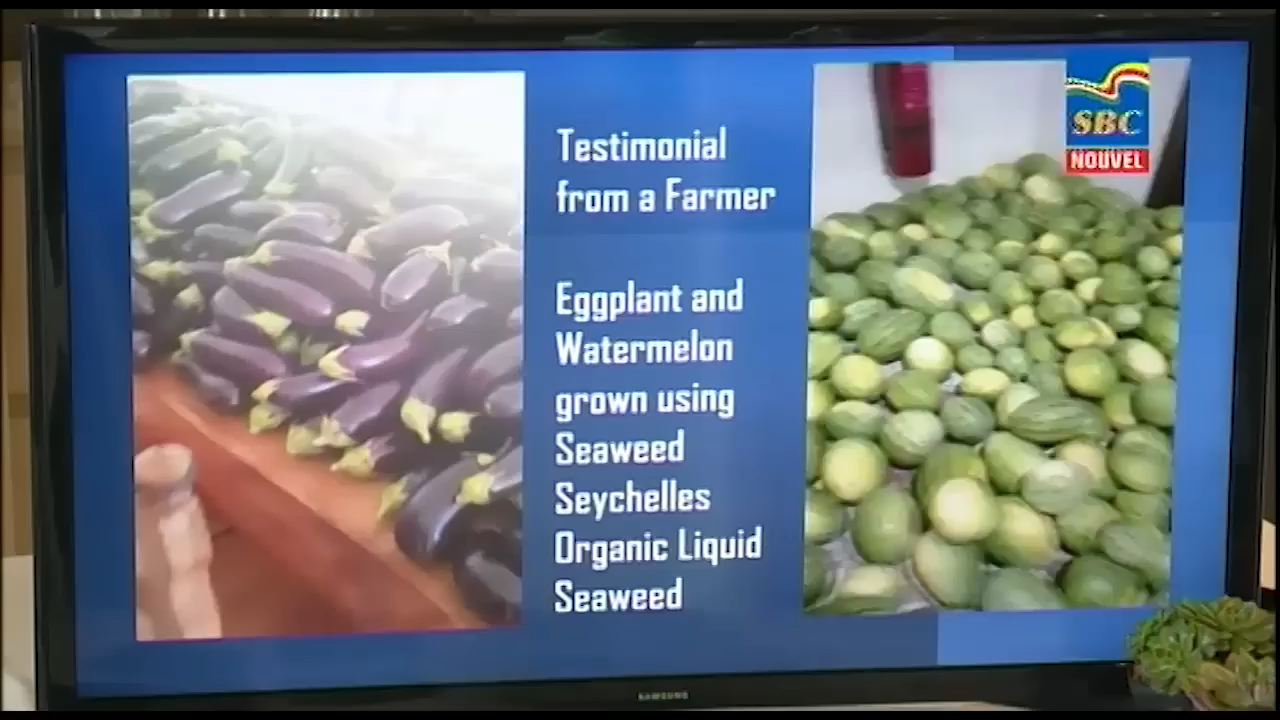 Testimonial
from a Farmer
Eggplant and
Watermelon
grown using
Seaweed
Seychelles
Organic Liquid
Seaweed
SBC
NOUVEL
SAMSUNG